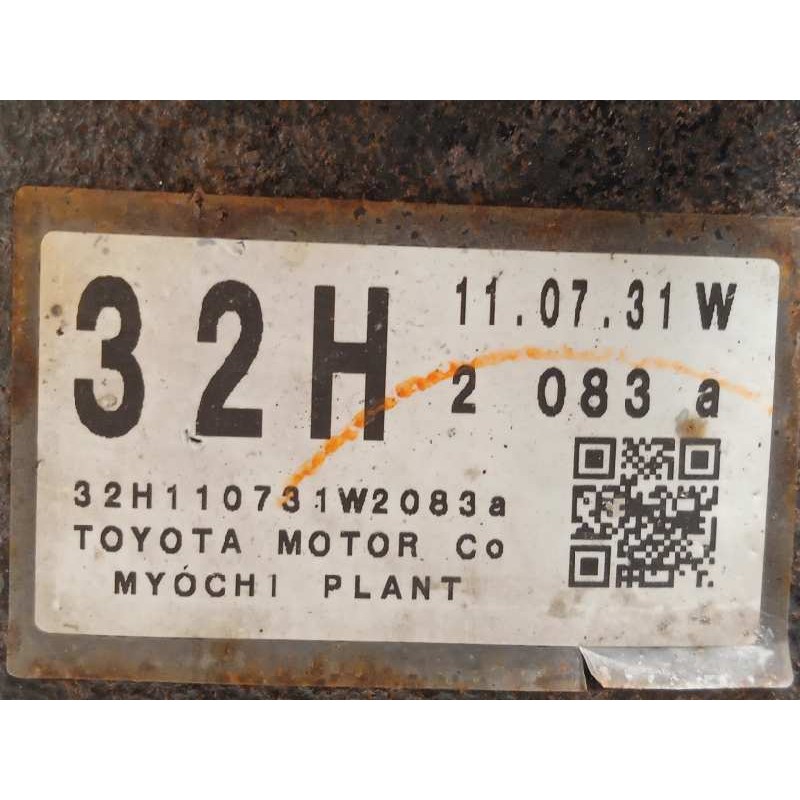 32H 11.07.31 W
2 083 a
32H110731W2083a
TOYOTA MOTOR Co
MYOCHI PLANT